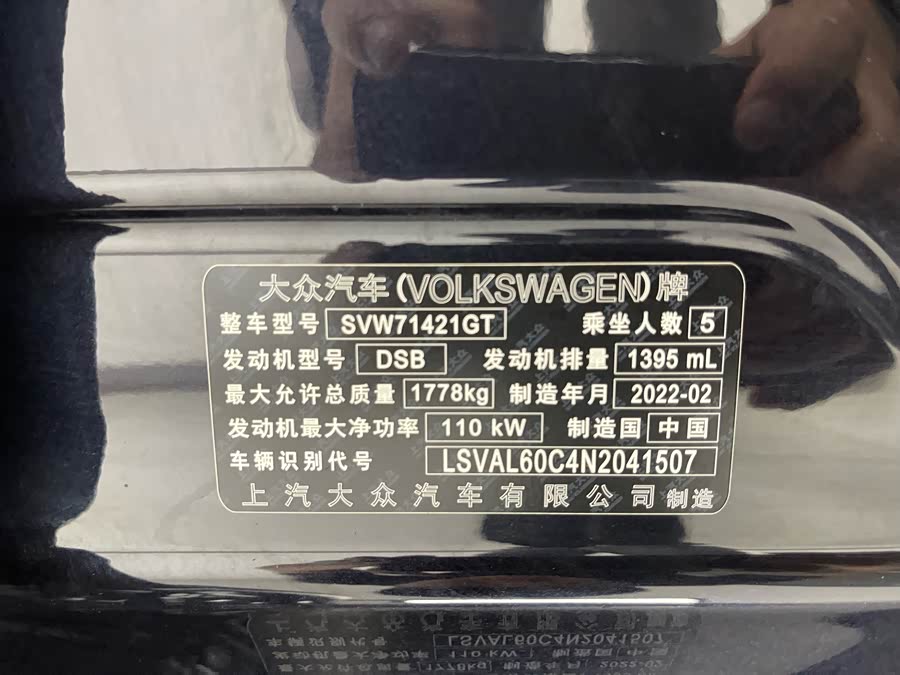 大众汽车(VOLKSWAGEN)牌
整车型号 SVW71421GT 乘坐人数 5
发动机型号 DSB 发动机排量 1395 mL
最大允许总质量 1778kg 制造年月 2022-02
发动机最大净功率 110 kW 制造国 中国
车辆识别代号 LSVAL60C4N2041507
上汽大众汽车有限公司 制造